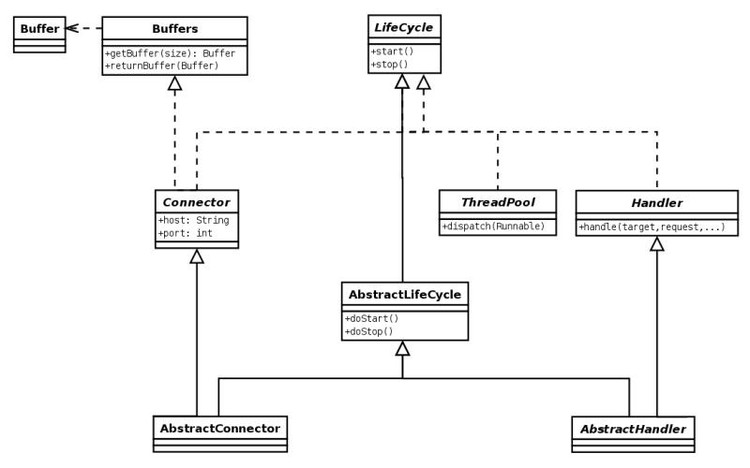 Buffer
Buffers
+getBuffer(size): Buffer
+returnBuffer(Buffer)
LifeCycle
+start()
+stop()
Connector
+host: String
+port: int
ThreadPool
+dispatch(Runnable)
Handler
+handle(target,request,...)
AbstractLifeCycle
+doStart()
+doStop()
AbstractConnector
AbstractHandler